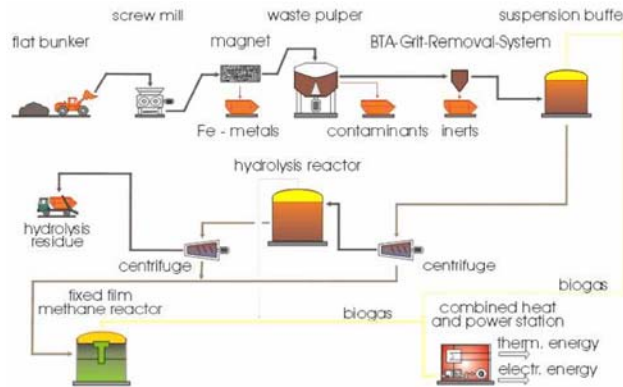 suspension buffer
waste pulper
screw mill
magnet
BTA-Grit-Removal-System
flat bunker
Fe - metals
contaminants
inerts
hydrolysis reactor
hydrolysis
residue
centrifuge
centrifuge
fixed film
methane reactor
biogas
biogas
combined heat
and power station
therm. energy
electr. energy